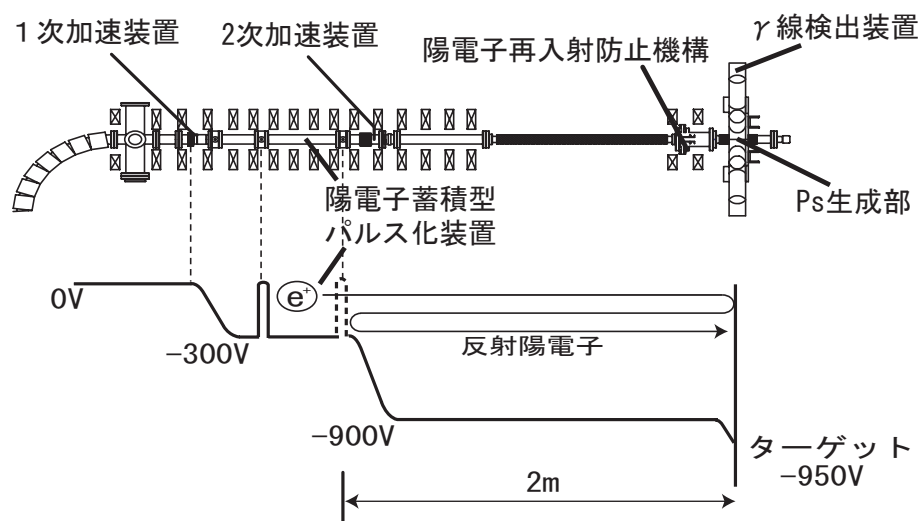 1次加速装置
2次加速装置
陽電子再入射防止機構
γ線検出装置
陽電子蓄積型
パルス化装置
Ps生成部
0V
e⁺
-300V
反射陽電子
-900V
ターゲット
-950V
2m